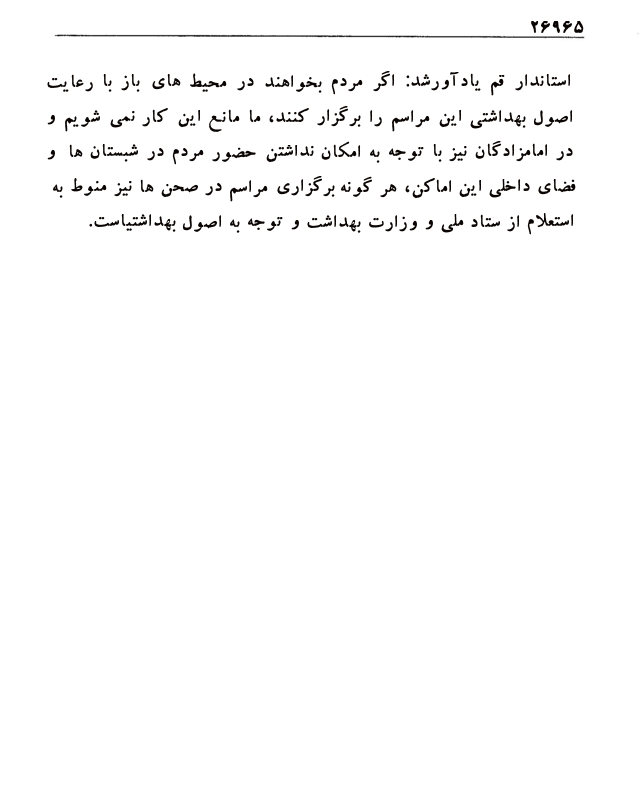 ۲۶۹۶۵
استاندار قم یادآورشد: اگر مردم بخواهند در محیط های باز با رعایت
اصول بهداشتی این مراسم را برگزار کنند، ما مانع این کار نمی شویم و
در امامزادگان نیز با توجه به امکان نداشتن حضور مردم در شبستان ها و
فضای داخلی این اماکن، هر گونه برگزاری مراسم در صحن ها نیز منوط به
استعلام از ستاد ملی و وزارت بهداشت و توجه به اصول بهداشتیاست.